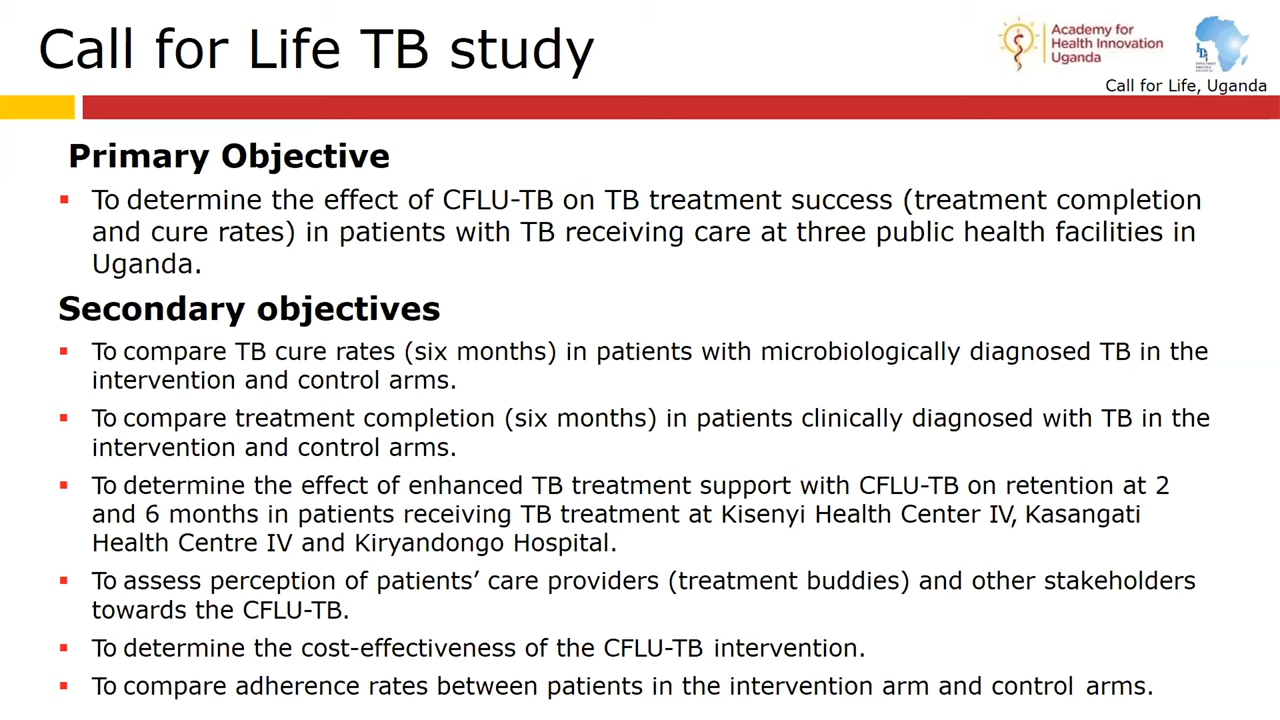 Call for Life TB study
Academy for
Health Innovation
Uganda
IDI
Call for Life, Uganda
Primary Objective
▪ To determine the effect of CFLU-TB on TB treatment success (treatment completion
and cure rates) in patients with TB receiving care at three public health facilities in
Uganda.
Secondary objectives
▪ To compare TB cure rates (six months) in patients with microbiologically diagnosed TB in the
intervention and control arms.
▪ To compare treatment completion (six months) in patients clinically diagnosed with TB in the
intervention and control arms.
▪ To determine the effect of enhanced TB treatment support with CFLU-TB on retention at 2
and 6 months in patients receiving TB treatment at Kisenyi Health Center IV, Kasangati
Health Centre IV and Kiryandongo Hospital.
▪ To assess perception of patients’ care providers (treatment buddies) and other stakeholders
towards the CFLU-TB.
▪ To determine the cost-effectiveness of the CFLU-TB intervention.
▪ To compare adherence rates between patients in the intervention arm and control arms.